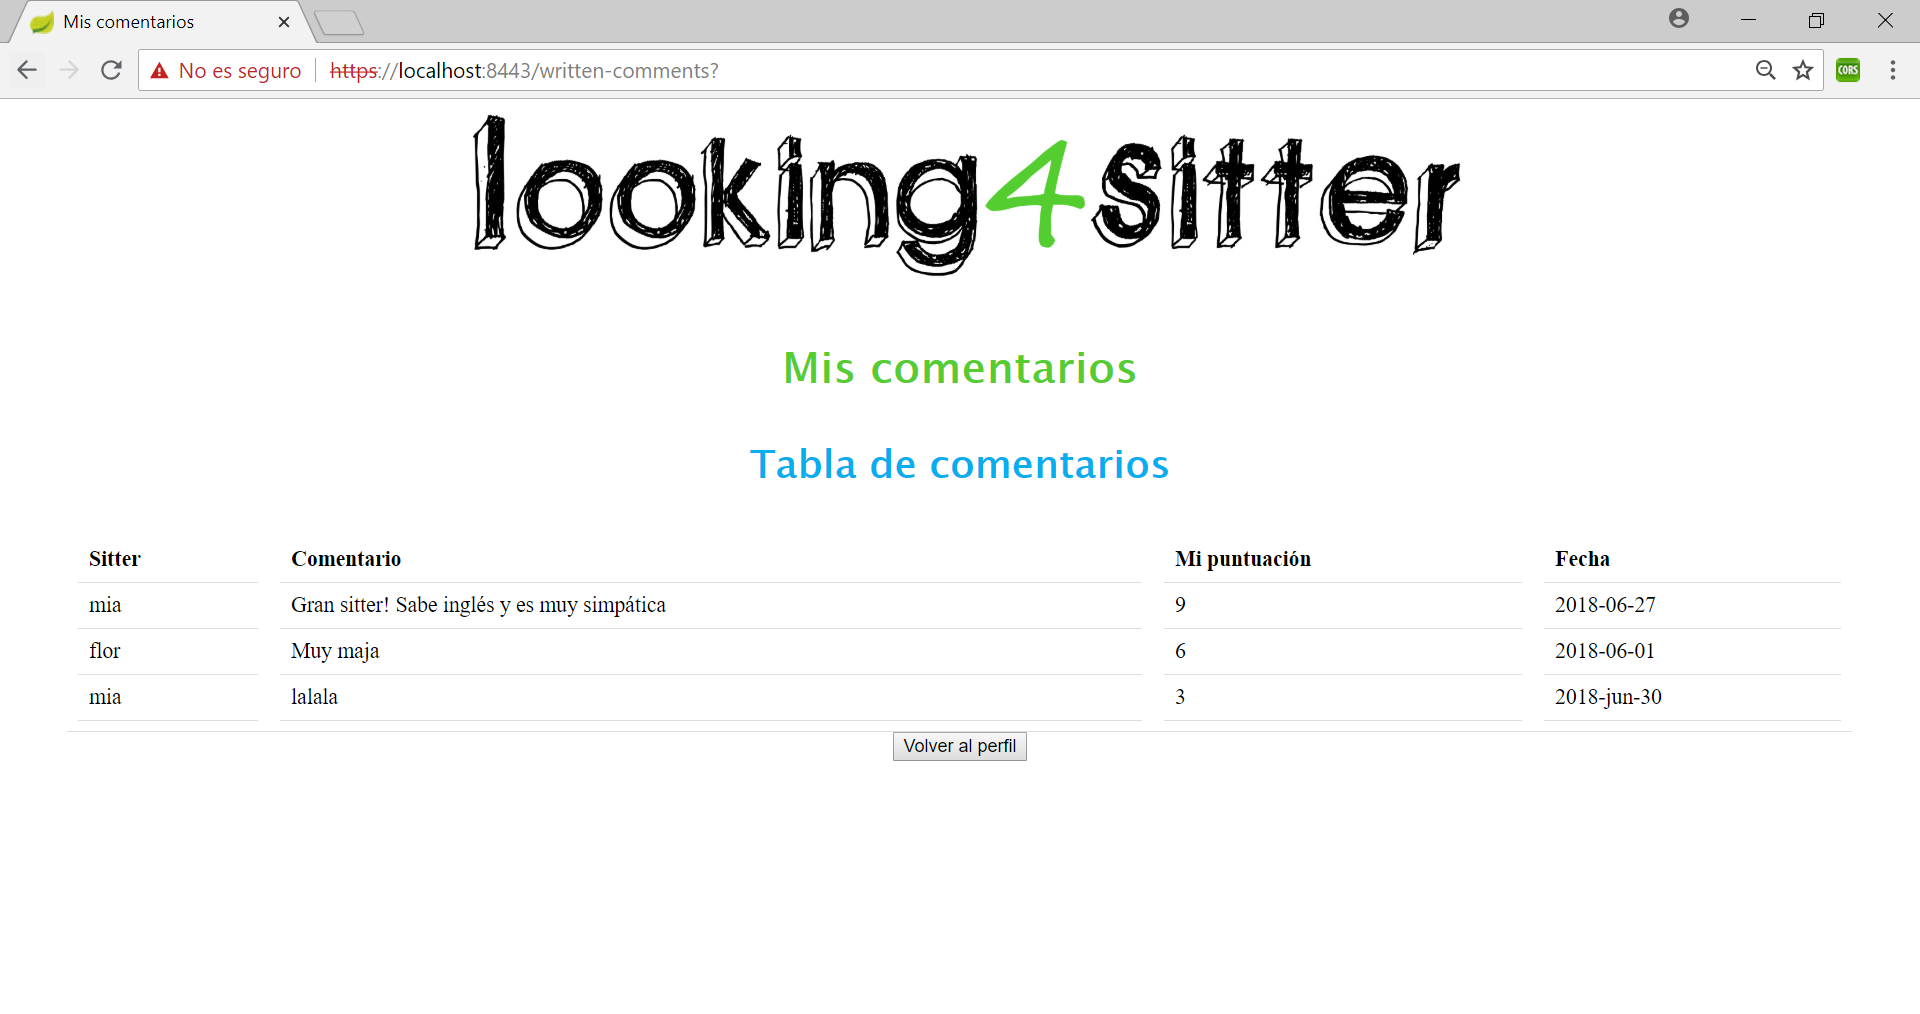 Mis comentarios
No es seguro https://localhost:8443/written-comments?
CORS
looking4sitter
Mis comentarios
Tabla de comentarios
Sitter Comentario Mi puntuación Fecha
mia Gran sitter! Sabe inglés y es muy simpática 9 2018-06-27
flor Muy maja 6 2018-06-01
mia lalala 3 2018-jun-30
Volver al perfil